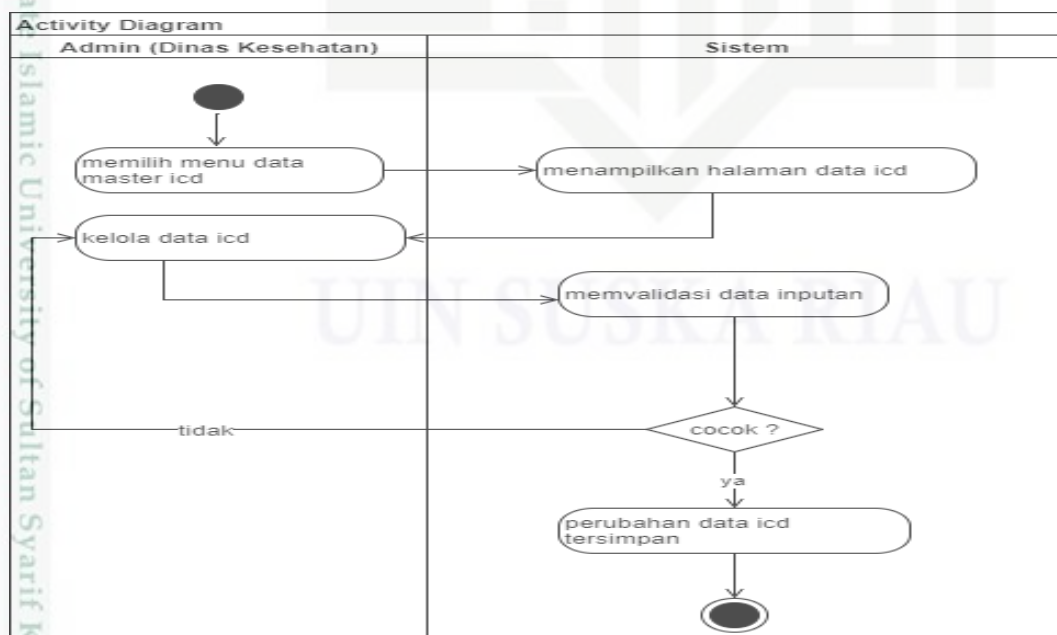 Activity Diagram
Admin (Dinas Kesehatan)
Sistem
memilih menu data
master icd
menampilkan halaman data icd
kelola data icd
memvalidasi data inputan
cocok ?
tidak
ya
perubahan data icd
tersimpan
UIN SUSKA RIAU
Islamic University of Sultan Syarif